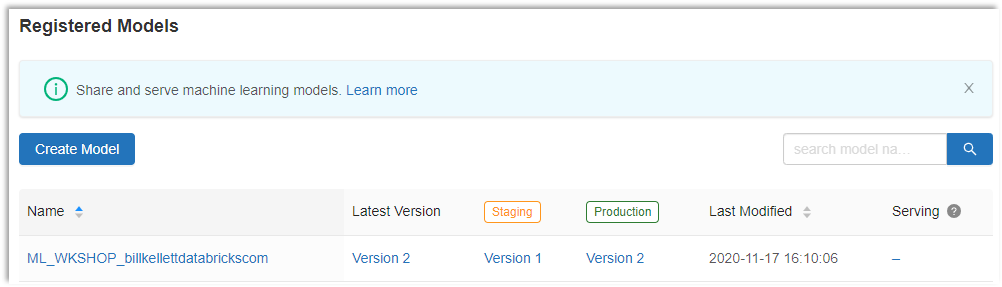 Registered Models
Share and serve machine learning models. Learn more
Create Model
search model na...
Name Latest Version Staging Production Last Modified Serving ?
ML_WKSHOP_billkellettdatabrickscom Version 2 Version 1 Version 2 2020-11-17 16:10:06 –